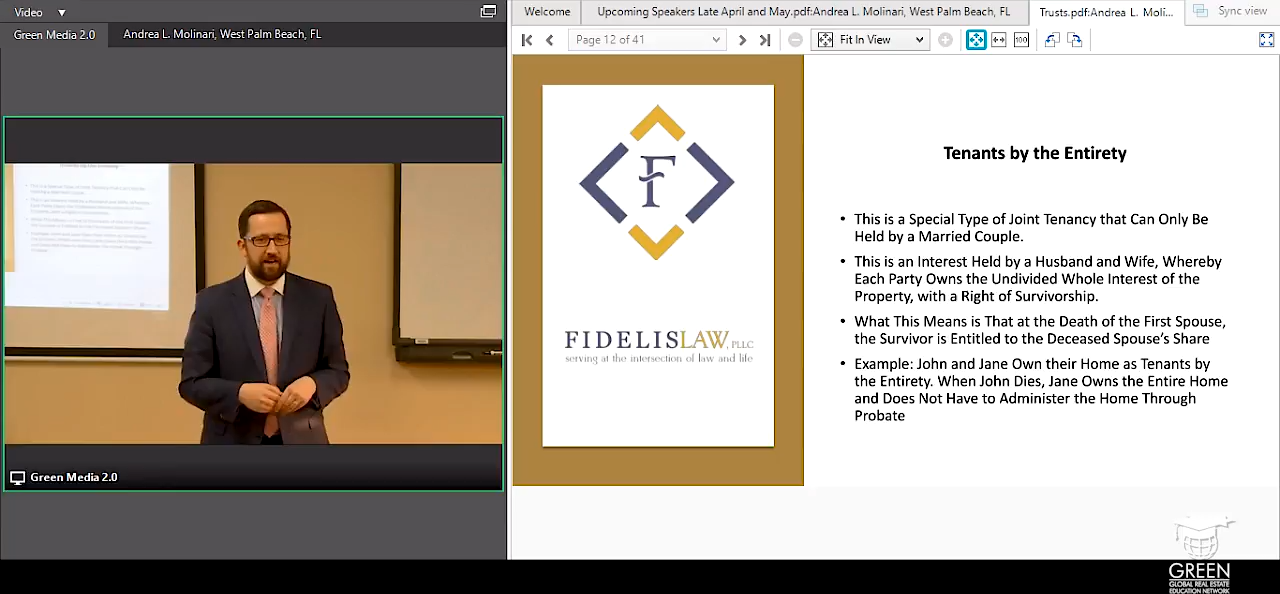 Video
Green Media 2.0
Andrea L. Molinari, West Palm Beach, FL
Green Media 2.0
Welcome
Upcoming Speakers Late April and May.pdf:Andrea L. Molinari, West Palm Beach, FL
Trusts.pdf:Andrea L. Moli...
Sync view
Page 12 of 41
Fit In View
100
F
FIDELISLAW, PLLC
serving at the intersection of law and life
Tenants by the Entirety
• This is a Special Type of Joint Tenancy that Can Only Be
Held by a Married Couple.
• This is an Interest Held by a Husband and Wife, Whereby
Each Party Owns the Undivided Whole Interest of the
Property, with a Right of Survivorship.
• What This Means is That at the Death of the First Spouse,
the Survivor is Entitled to the Deceased Spouse's Share
• Example: John and Jane Own their Home as Tenants by
the Entirety. When John Dies, Jane Owns the Entire Home
and Does Not Have to Administer the Home Through
Probate
GREEN
GLOBAL REAL ESTATE
EDUCATION NETWORK